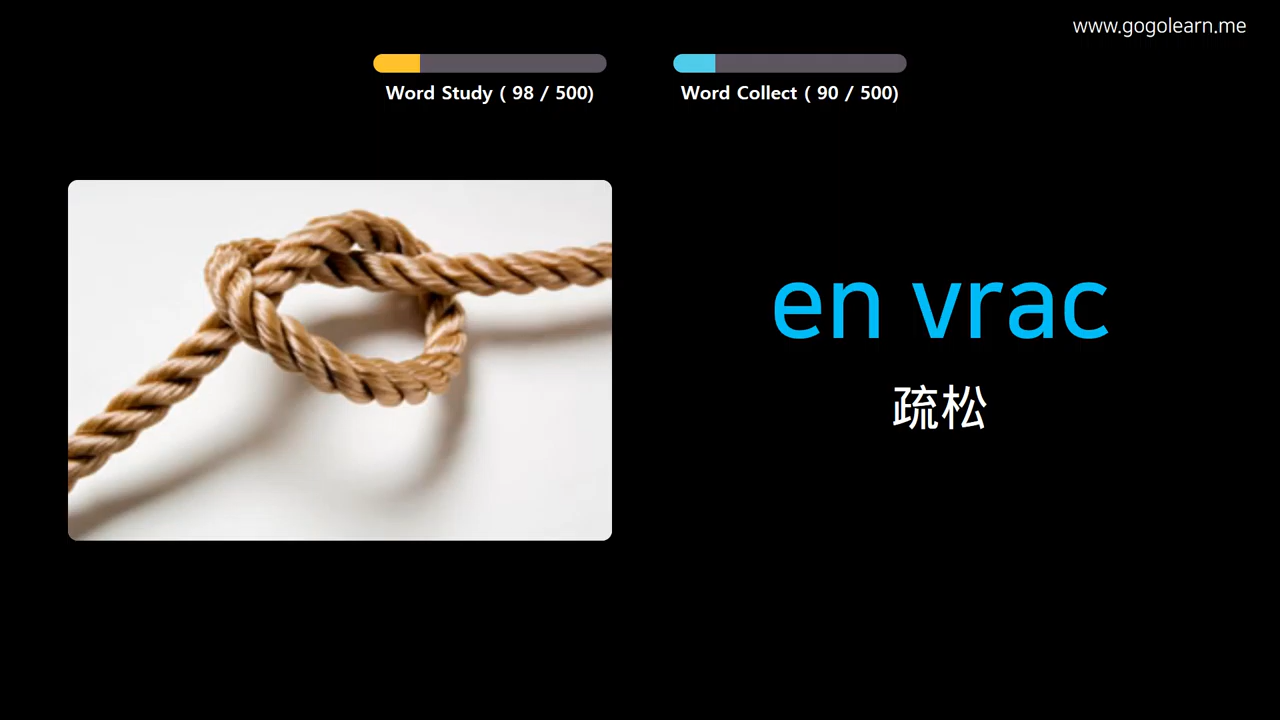 www.gogolearn.me
Word Study ( 98 / 500)
Word Collect ( 90 / 500)
en vrac
疏松